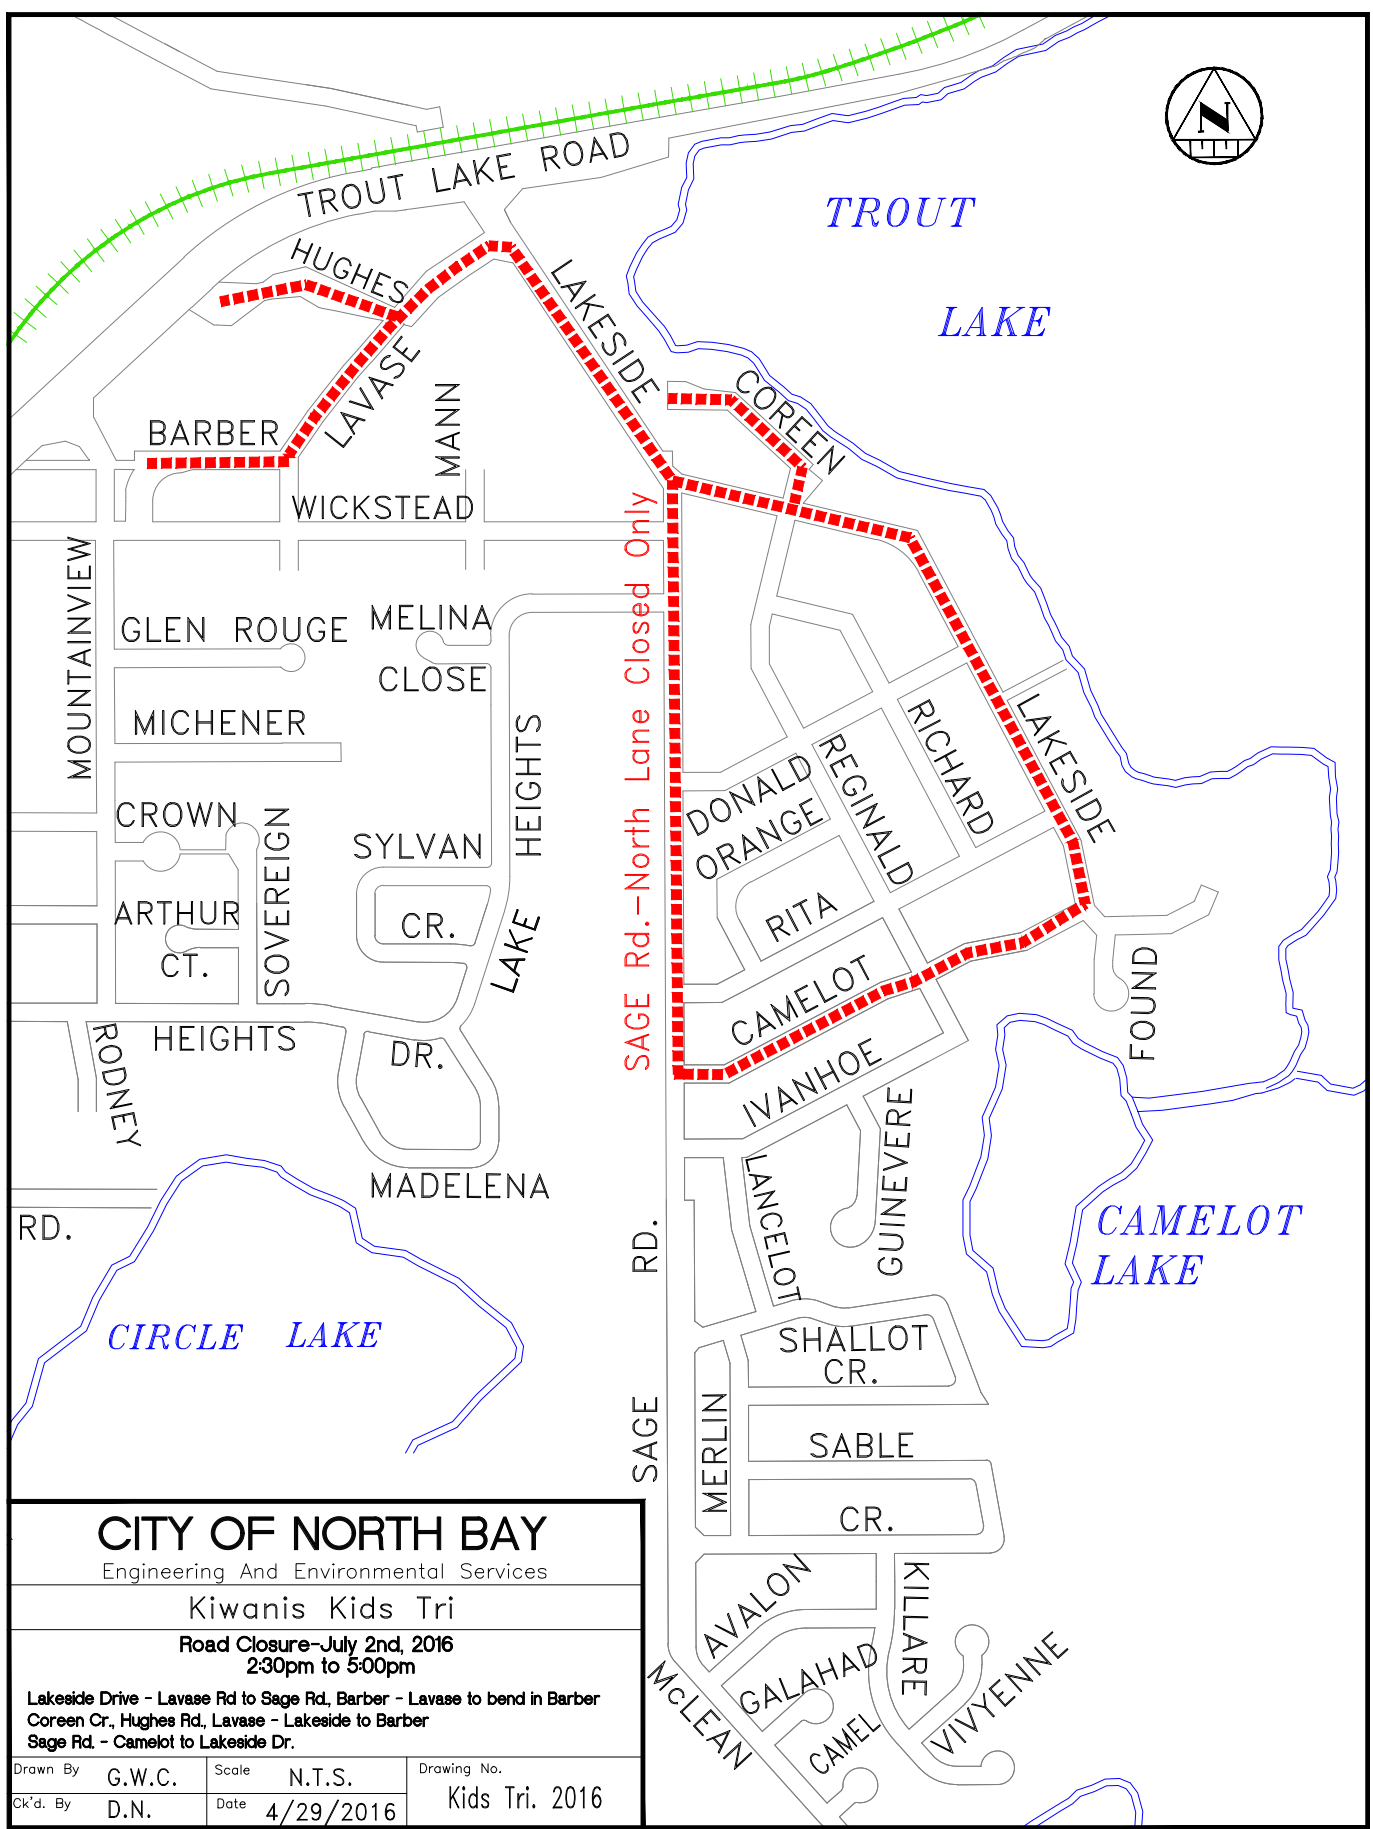 N
TROUT LAKE ROAD
TROUT
LAKE
HUGHES
LAKESIDE
LAVASE
MANN
COREEN
BARBER
WICKSTEAD
MOUNTAINVIEW
GLEN ROUGE
MELINA
CLOSE
SAGE Rd.-North Lane Closed Only
MICHENER
HEIGHTS
LAKE
RICHARD
LAKESIDE
REGINALD
DONALD
ORANGE
CROWN
SOVEREIGN
SYLVAN
CR.
ARTHUR
CT.
RITA
CAMELOT
FOUND
HEIGHTS
DR.
RODNEY
IVANHOE
GUINEVERE
MADELENA
LANCELOT
RD.
SAGE RD.
CAMELOT
LAKE
CIRCLE LAKE
SHALLOT
CR.
MERLIN
SABLE
CR.
AVALON
KILLARE
GALAHAD
VIVYENNE
McLEAN
CAMEL
CITY OF NORTH BAY
Engineering And Environmental Services
Kiwanis Kids Tri
Road Closure-July 2nd, 2016
2:30pm to 5:00pm
Lakeside Drive - Lavase Rd to Sage Rd., Barber - Lavase to bend in Barber
Coreen Cr., Hughes Rd., Lavase - Lakeside to Barber
Sage Rd. - Camelot to Lakeside Dr.
Drawn By G.W.C. Scale N.T.S. Drawing No.
Kids Tri. 2016
Ck'd. By D.N. Date 4/29/2016